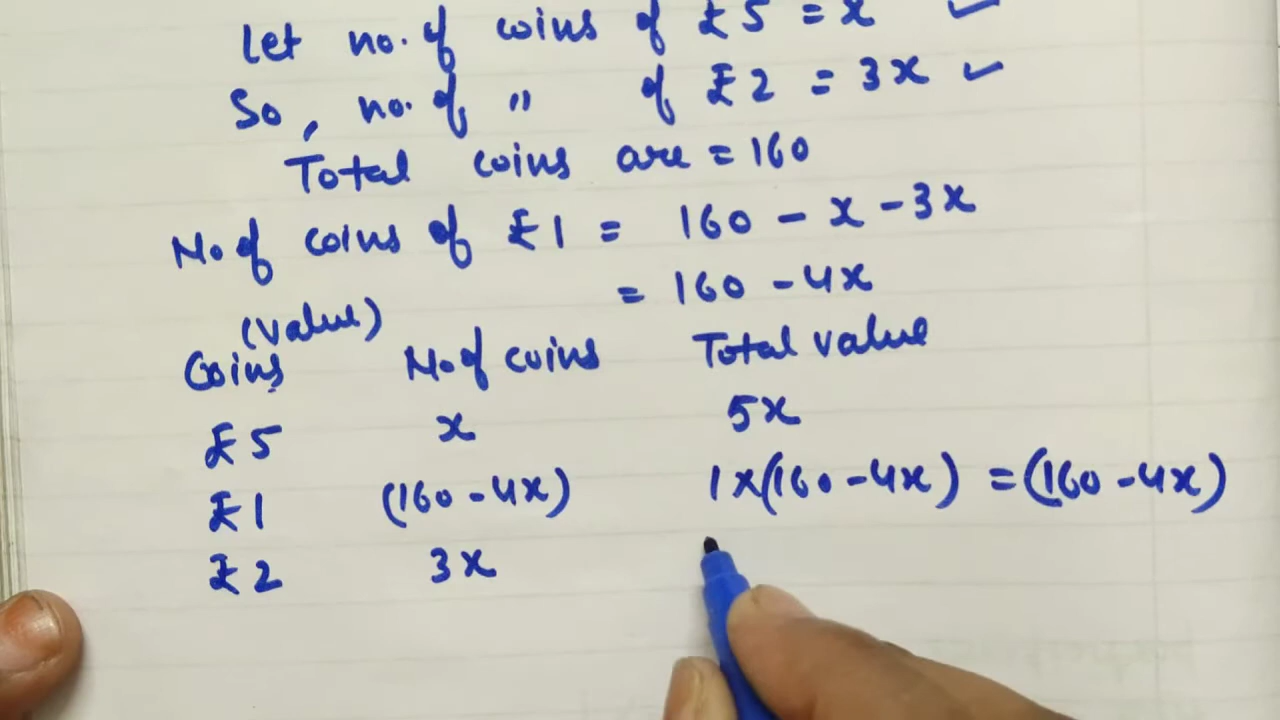 Let no. of coins of ₹5 = x ✓
So, no. of " of ₹2 = 3x ✓
Total coins are = 160
No of coins of ₹1 = 160 - x - 3x
= 160 - 4x
(value)
Coins No of coins Total value
₹5 x 5x
₹1 (160 - 4x) 1x(160 - 4x) = (160 - 4x)
₹2 3x